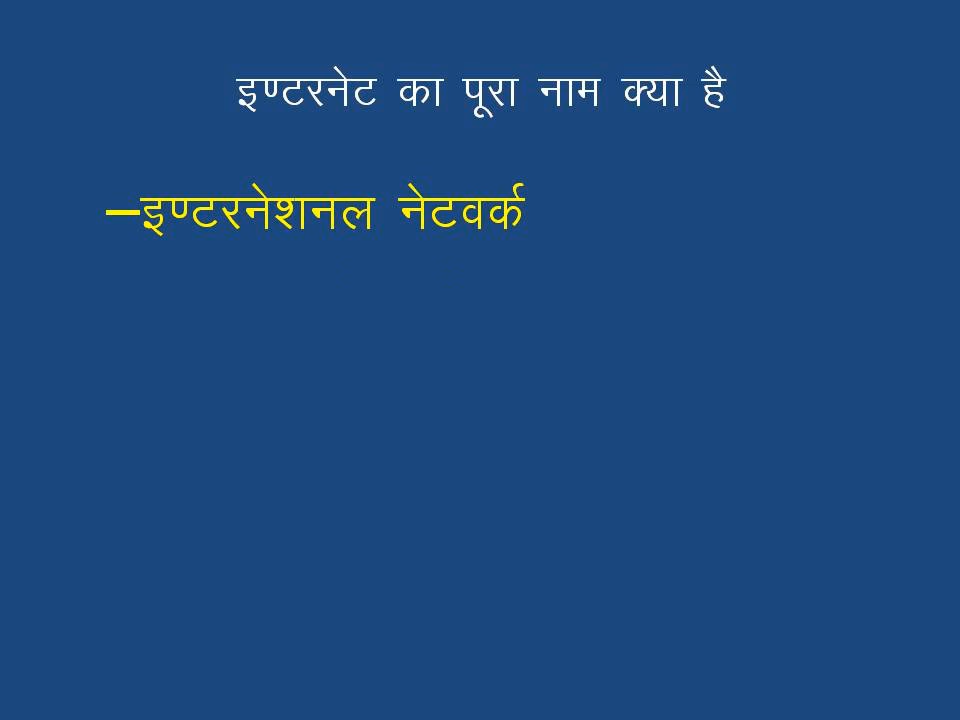 इण्टरनेट का पूरा नाम क्या है
–इण्टरनेशनल नेटवर्क